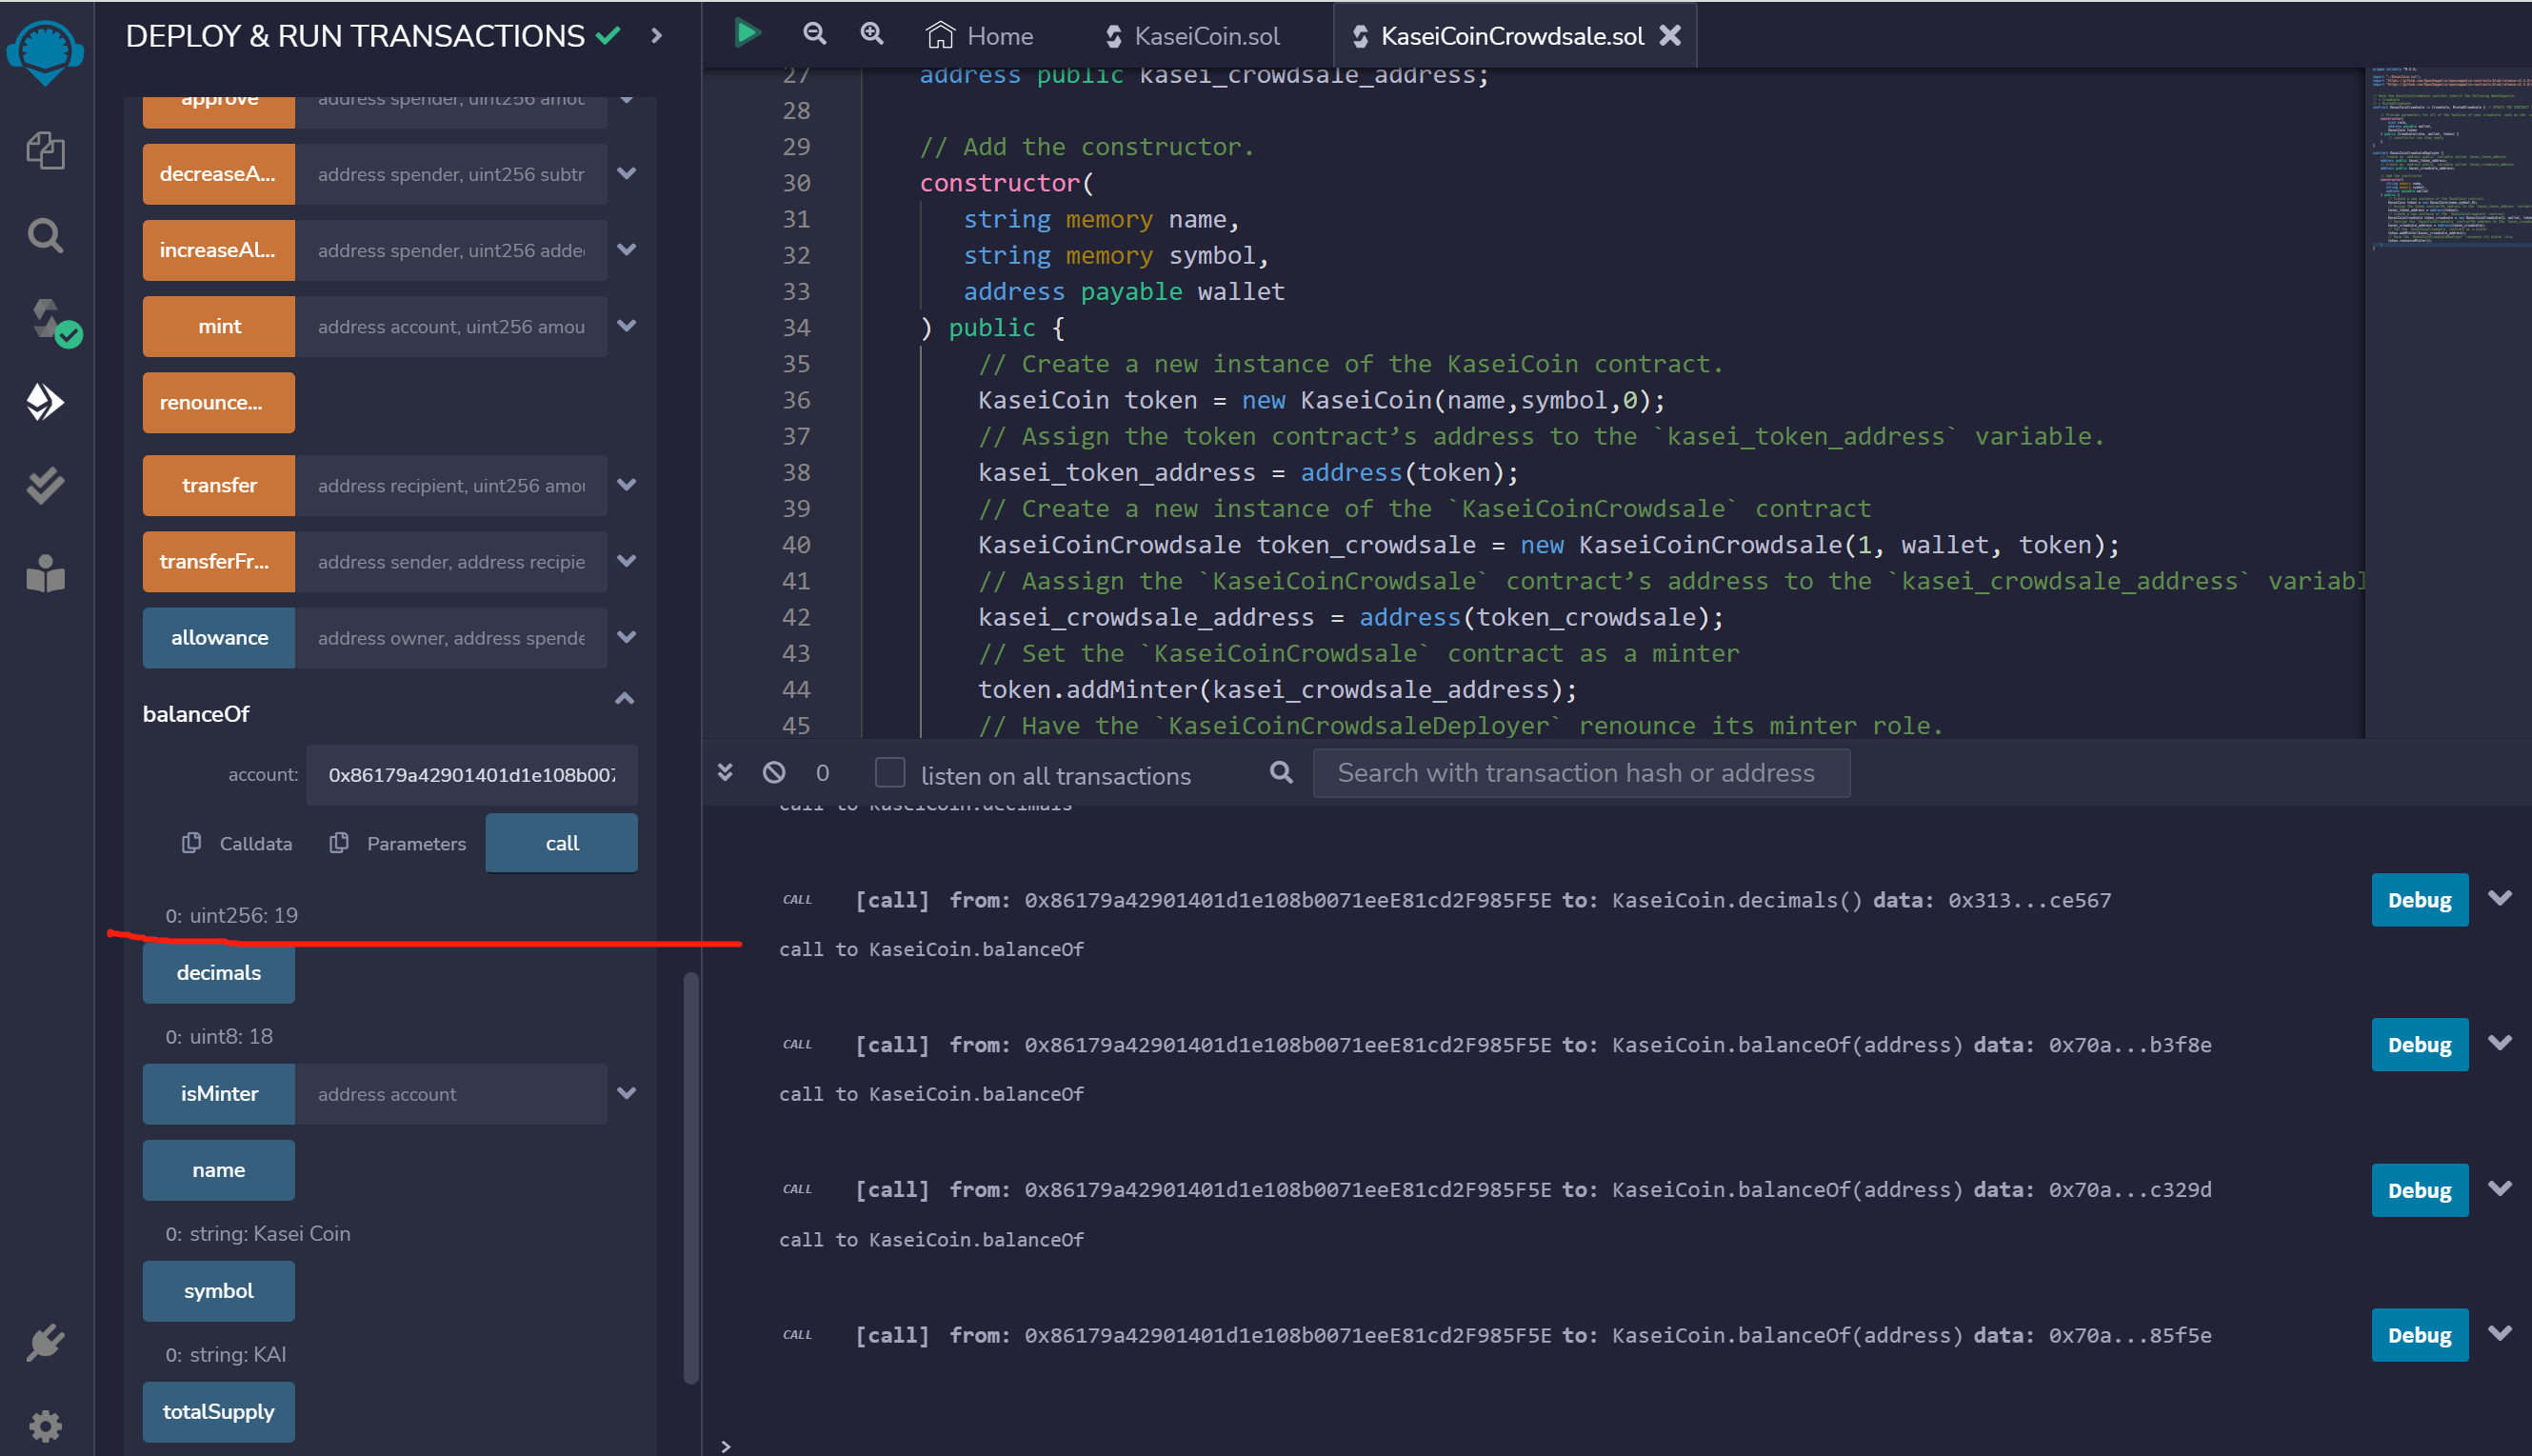 DEPLOY & RUN TRANSACTIONS
approve address spender, uint256 amou
decreaseA... address spender, uint256 subtr
increaseAl... address spender, uint256 adde
mint address account, uint256 amou
renounce...
transfer address recipient, uint256 amou
transferFr... address sender, address recipie
allowance address owner, address spende
balanceOf
account: 0x86179a42901401d1e108b007
Calldata Parameters call
0: uint256: 19
decimals
0: uint8: 18
isMinter address account
name
0: string: Kasei Coin
symbol
0: string: KAI
totalSupply
Home KaseiCoin.sol KaseiCoinCrowdsale.sol
27 address public kasei_crowdsale_address;
28
29 // Add the constructor.
30 constructor(
31 string memory name,
32 string memory symbol,
33 address payable wallet
34 ) public {
35 // Create a new instance of the KaseiCoin contract.
36 KaseiCoin token = new KaseiCoin(name,symbol,0);
37 // Assign the token contract’s address to the `kasei_token_address` variable.
38 kasei_token_address = address(token);
39 // Create a new instance of the `KaseiCoinCrowdsale` contract
40 KaseiCoinCrowdsale token_crowdsale = new KaseiCoinCrowdsale(1, wallet, token);
41 // Aassign the `KaseiCoinCrowdsale` contract’s address to the `kasei_crowdsale_address` variabl
42 kasei_crowdsale_address = address(token_crowdsale);
43 // Set the `KaseiCoinCrowdsale` contract as a minter
44 token.addMinter(kasei_crowdsale_address);
45 // Have the `KaseiCoinCrowdsaleDeployer` renounce its minter role.
0 listen on all transactions Search with transaction hash or address
call to KaseiCoin.decimals
CALL [call] from: 0x86179a42901401d1e108b0071eeE81cd2F985F5E to: KaseiCoin.decimals() data: 0x313...ce567 Debug
call to KaseiCoin.balanceOf
CALL [call] from: 0x86179a42901401d1e108b0071eeE81cd2F985F5E to: KaseiCoin.balanceOf(address) data: 0x70a...b3f8e Debug
call to KaseiCoin.balanceOf
CALL [call] from: 0x86179a42901401d1e108b0071eeE81cd2F985F5E to: KaseiCoin.balanceOf(address) data: 0x70a...c329d Debug
call to KaseiCoin.balanceOf
CALL [call] from: 0x86179a42901401d1e108b0071eeE81cd2F985F5E to: KaseiCoin.balanceOf(address) data: 0x70a...85f5e Debug
>